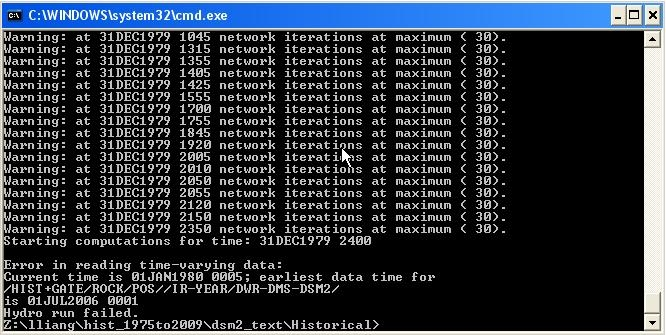 C:\WINDOWS\system32\cmd.exe
Warning: at 31DEC1979 1045 network iterations at maximum ( 30).
Warning: at 31DEC1979 1315 network iterations at maximum ( 30).
Warning: at 31DEC1979 1355 network iterations at maximum ( 30).
Warning: at 31DEC1979 1405 network iterations at maximum ( 30).
Warning: at 31DEC1979 1425 network iterations at maximum ( 30).
Warning: at 31DEC1979 1555 network iterations at maximum ( 30).
Warning: at 31DEC1979 1700 network iterations at maximum ( 30).
Warning: at 31DEC1979 1755 network iterations at maximum ( 30).
Warning: at 31DEC1979 1845 network iterations at maximum ( 30).
Warning: at 31DEC1979 1920 network iterations at maximum ( 30).
Warning: at 31DEC1979 2005 network iterations at maximum ( 30).
Warning: at 31DEC1979 2010 network iterations at maximum ( 30).
Warning: at 31DEC1979 2050 network iterations at maximum ( 30).
Warning: at 31DEC1979 2055 network iterations at maximum ( 30).
Warning: at 31DEC1979 2120 network iterations at maximum ( 30).
Warning: at 31DEC1979 2150 network iterations at maximum ( 30).
Warning: at 31DEC1979 2350 network iterations at maximum ( 30).
Starting computations for time: 31DEC1979 2400
Error in reading time-varying data:
Current time is 01JAN1980 0005; earliest data time for
/HIST+GATE/ROCK/POS//IR-YEAR/DWR-DMS-DSM2/
is 01JUL2006 0001
Hydro run failed.
Z:\lliang\hist_1975to2009\dsm2_text\Historical>